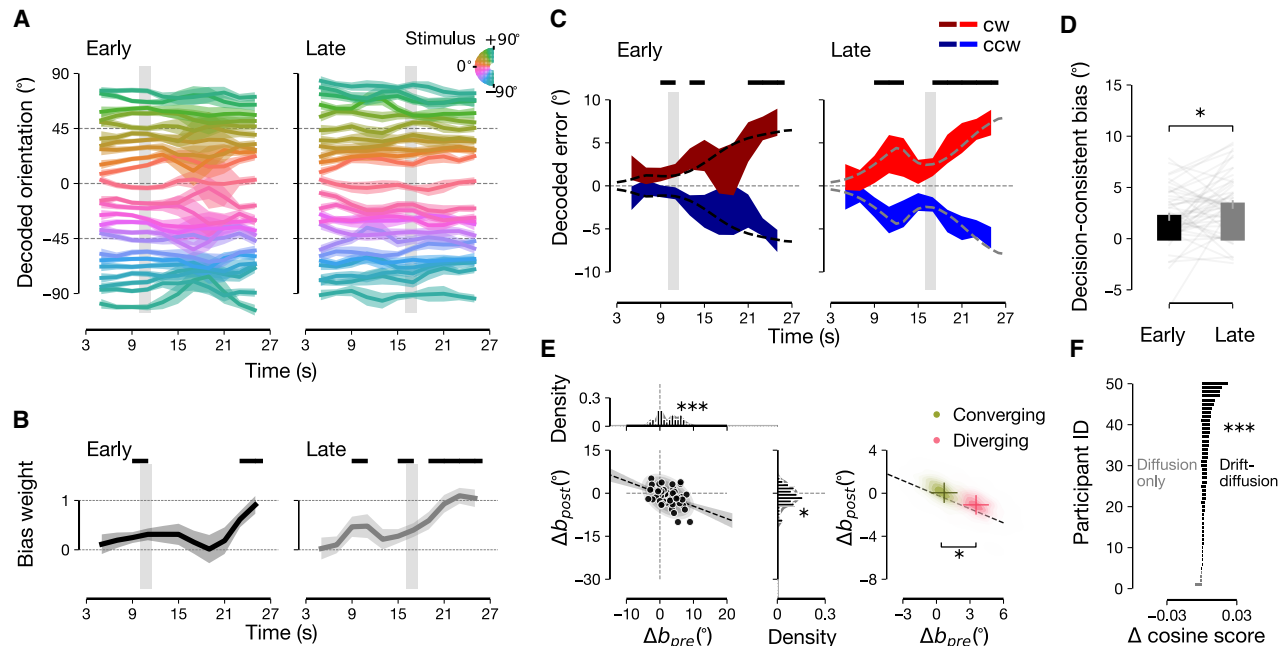 A
Early
Late
Stimulus
+90°
0°
−90°
Decoded orientation (°)
90
45
0
−45
−90
3 9 15 21 27
3 9 15 21 27
Time (s)
B
Early
Late
Bias weight
1
0
3 9 15 21 27
3 9 15 21 27
Time (s)
C
CW
CCW
Early
Late
Decoded error (°)
10
5
0
−5
−10
3 9 15 21 27
3 9 15 21 27
Time (s)
D
Decision-consistent bias (°)
15
10
5
0
−5
*
Early
Late
E
Density
0.3
0
***
Δb_post(°)
15
0
−15
−30
−10 0 10 20
Δb_pre(°)
*
0 0.3
Density
Converging
Diverging
Δb_post(°)
4
0
−4
−8
*
−3 0 3 6
Δb_pre(°)
F
Participant ID
50
40
30
20
10
0
***
Diffusion
only
Drift-
diffusion
−0.03 0.03
Δ cosine score